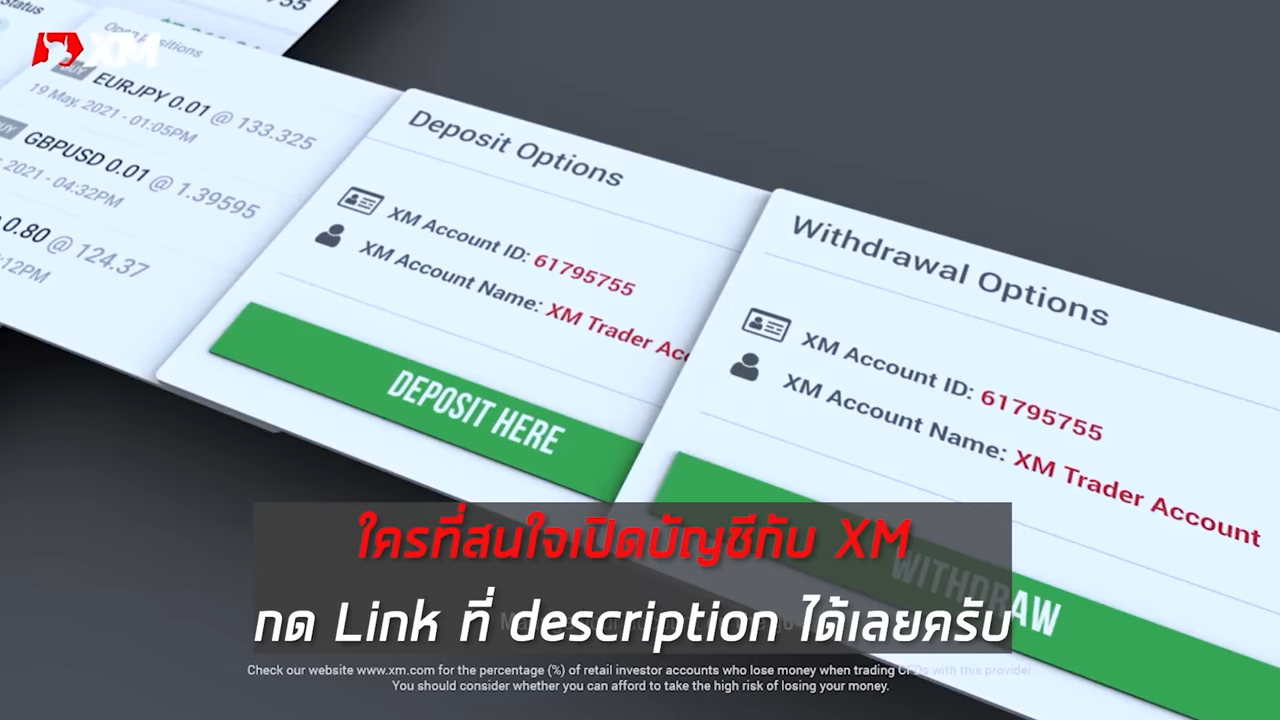 Status
XM
Open Positions
BUY EURJPY 0.01 @ 133.325
19 May, 2021 - 01:05PM
BUY GBPUSD 0.01 @ 1.39595
2021 - 04:32PM
0.80 @ 124.37
12PM
Deposit Options
XM Account ID: 61795755
XM Account Name: XM Trader
DEPOSIT HERE
Withdrawal Options
XM Account ID: 61795755
XM Account Name: XM Trader Account
WITHDRAW
ใครที่สนใจเปิดบัญชีกับ XM
กด Link ที่ description ได้เลยครับ
Check our website www.xm.com for the percentage (%) of retail investor accounts who lose money when trading CFDs with this provider
You should consider whether you can afford to take the high risk of losing your money.